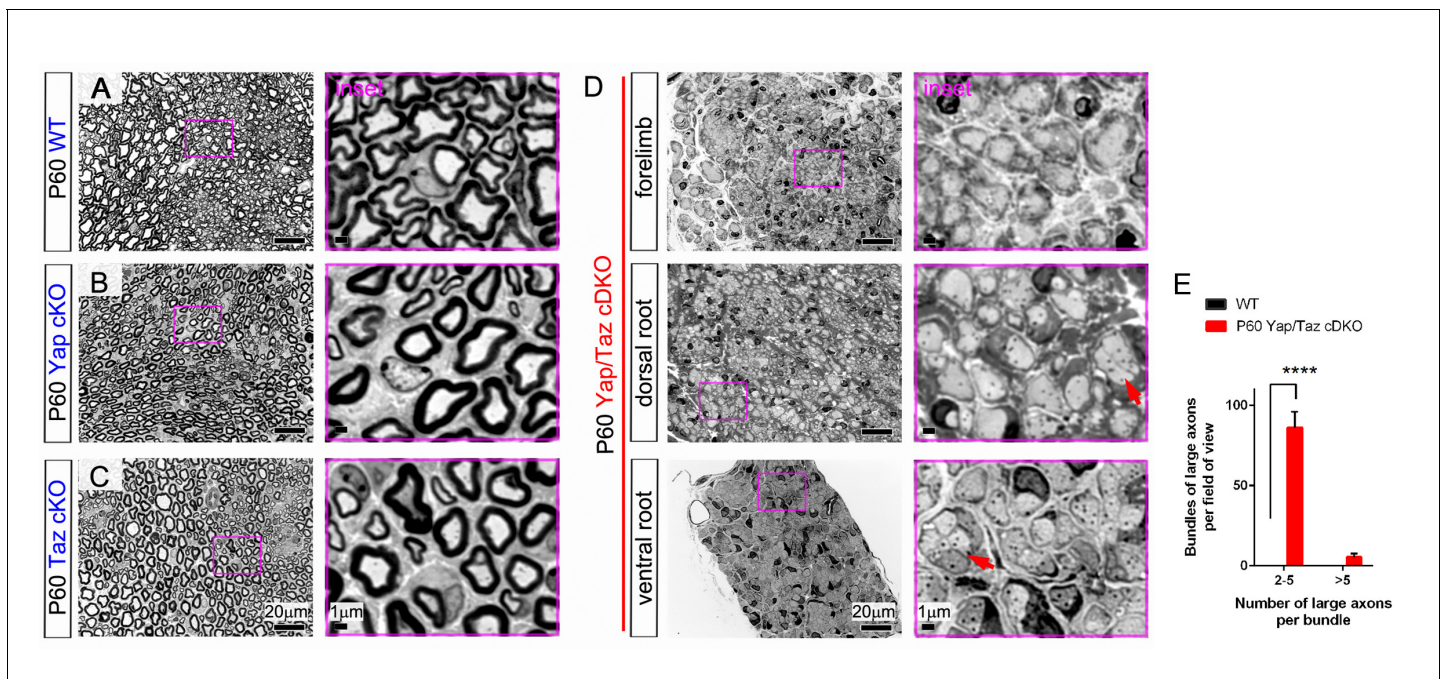 A
P60 WT
inset
B
P60 Yap cKO
C
P60 Taz cKO
20μm
1μm
D
P60 Yap/Taz cDKO
forelimb
inset
dorsal root
ventral root
20μm
1μm
E
WT
P60 Yap/Taz cDKO
****
Bundles of large axons
per field of view
100
50
0
2-5
>5
Number of large axons
per bundle